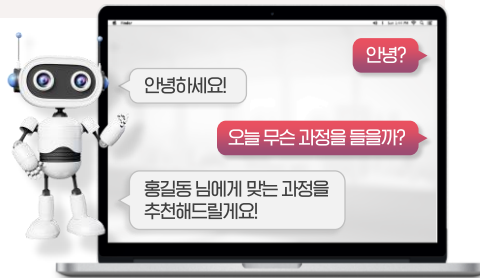 안녕?
안녕하세요!
오늘 무슨 과정을 들을까?
홍길동 님에게 맞는 과정을
추천해드릴게요!